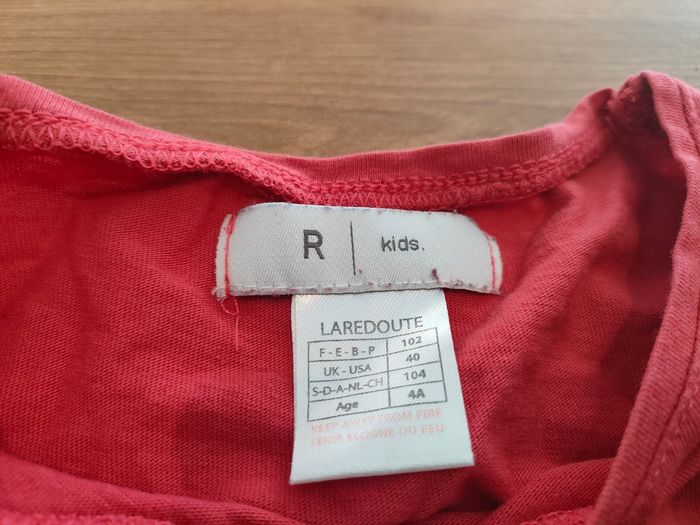 R | kids.
LAREDOUTE
F - E - B - P 102
UK - USA 40
S-D-A-NL-CH 104
Age 4A
KEEP AWAY FROM FIRE
TENIR ELOIGNE DU FEU